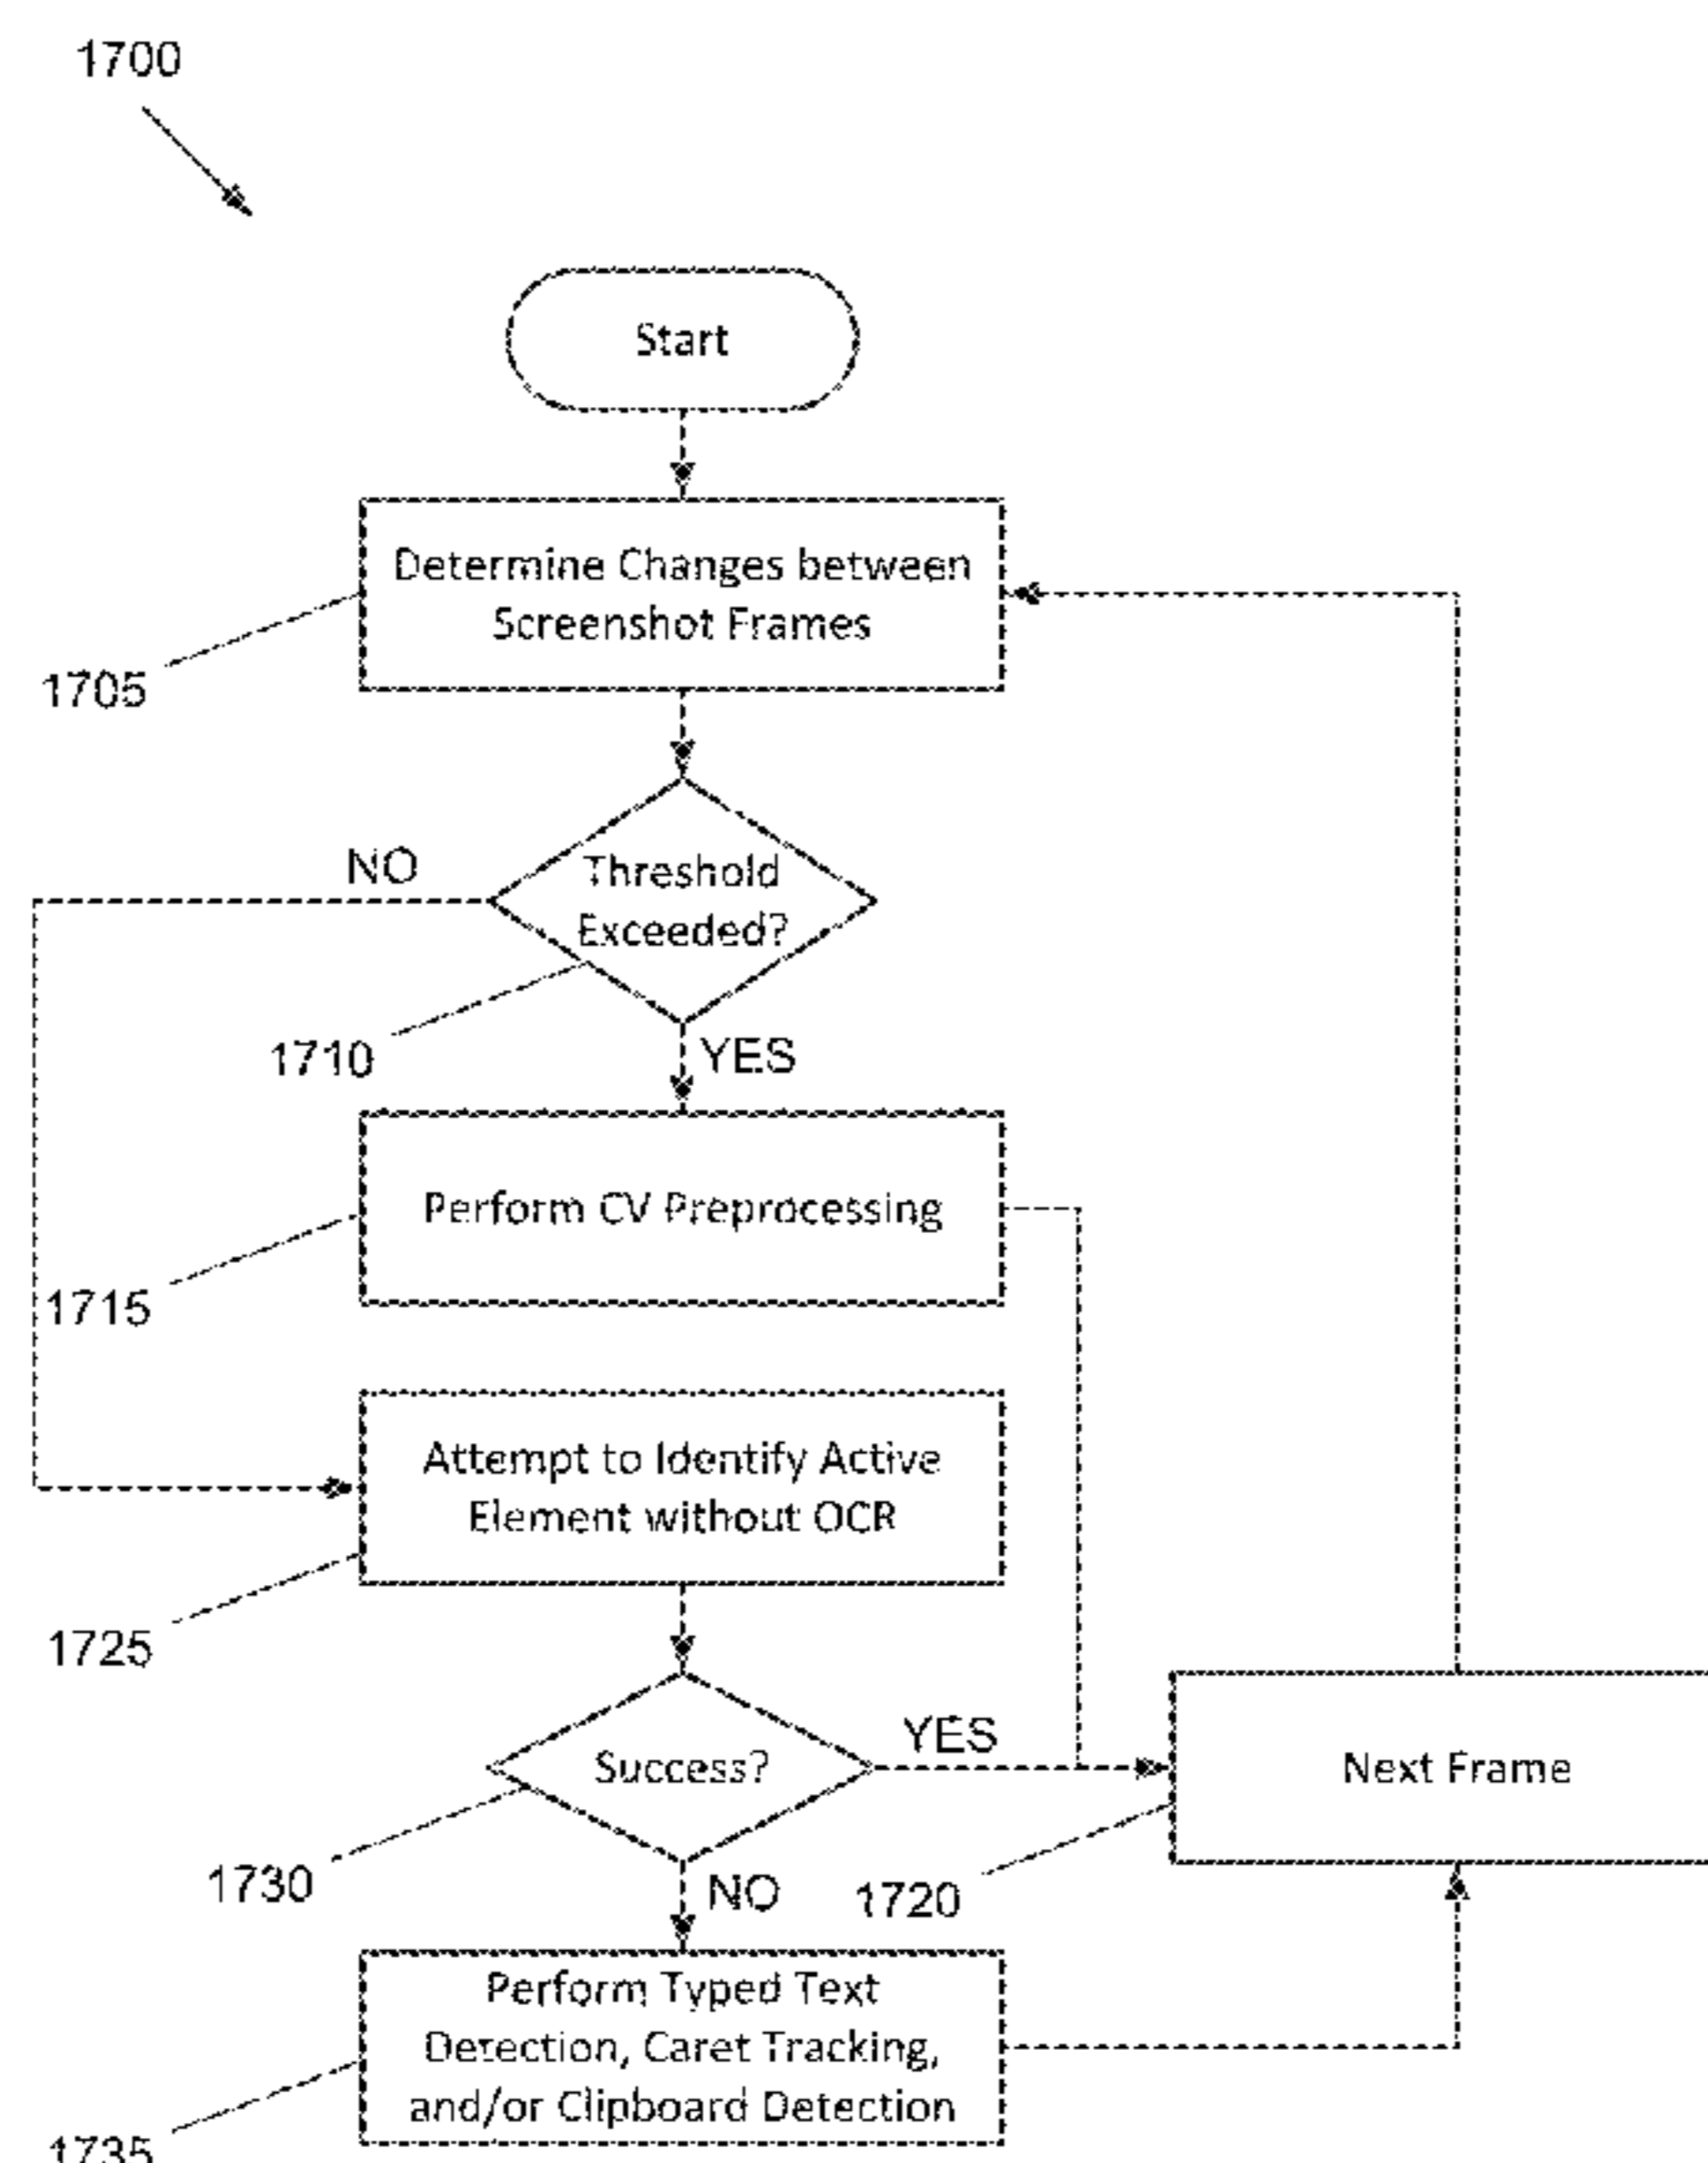 1700
Start
Determine Changes between
Screenshot Frames
1705
NO
Threshold
Exceeded?
1710
YES
Perform CV Preprocessing
1715
Attempt to Identify Active
Element without OCR
1725
Success?
YES
Next Frame
1730
NO
1720
Perform Typed Text
Detection, Caret Tracking,
and/or Clipboard Detection
1735